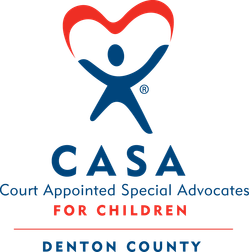 ®
CASA
Court Appointed Special Advocates
FOR CHILDREN
DENTON COUNTY